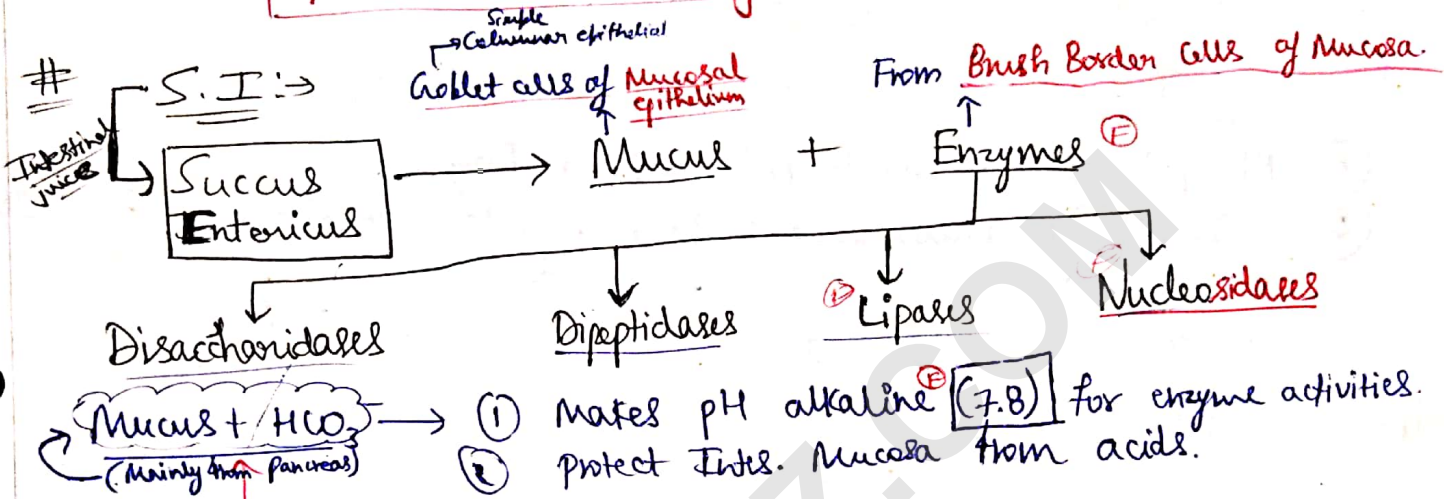 Simple
→ Columnar epithelial
# S.I :→ Goblet cells of Mucosal epithelium From Brush Border Cells of Mucosa.
Intestinal juices
Succus Entericus → Mucus + Enzymes Ⓔ
Disaccharidases Dipeptidases Lipases Nucleosidases
Mucus + HCO3- → ① Makes pH alkaline (7.8) for enzyme activities.
(Mainly from pancreas) ② Protect Intes. Mucosa from acids.